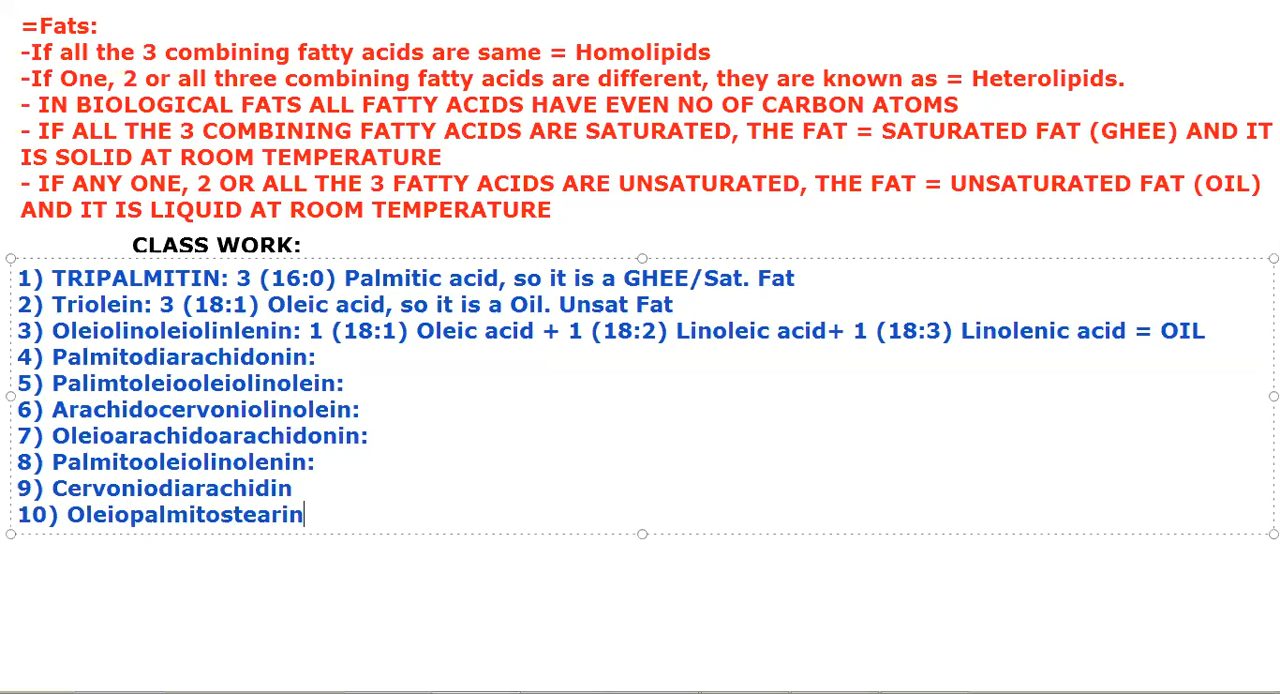 =Fats:
-If all the 3 combining fatty acids are same = Homolipids
-If One, 2 or all three combining fatty acids are different, they are known as = Heterolipids.
- IN BIOLOGICAL FATS ALL FATTY ACIDS HAVE EVEN NO OF CARBON ATOMS
- IF ALL THE 3 COMBINING FATTY ACIDS ARE SATURATED, THE FAT = SATURATED FAT (GHEE) AND IT
IS SOLID AT ROOM TEMPERATURE
- IF ANY ONE, 2 OR ALL THE 3 FATTY ACIDS ARE UNSATURATED, THE FAT = UNSATURATED FAT (OIL)
AND IT IS LIQUID AT ROOM TEMPERATURE
CLASS WORK:
1) TRIPALMITIN: 3 (16:0) Palmitic acid, so it is a GHEE/Sat. Fat
2) Triolein: 3 (18:1) Oleic acid, so it is a Oil. Unsat Fat
3) Oleiolinoleiolinlenin: 1 (18:1) Oleic acid + 1 (18:2) Linoleic acid+ 1 (18:3) Linolenic acid = OIL
4) Palmitodiarachidonin:
5) Palimtoleiooleiolinolein:
6) Arachidocervoniolinolein:
7) Oleioarachidoarachidonin:
8) Palmitooleiolinolenin:
9) Cervoniodiarachidin
10) Oleiopalmitostearin